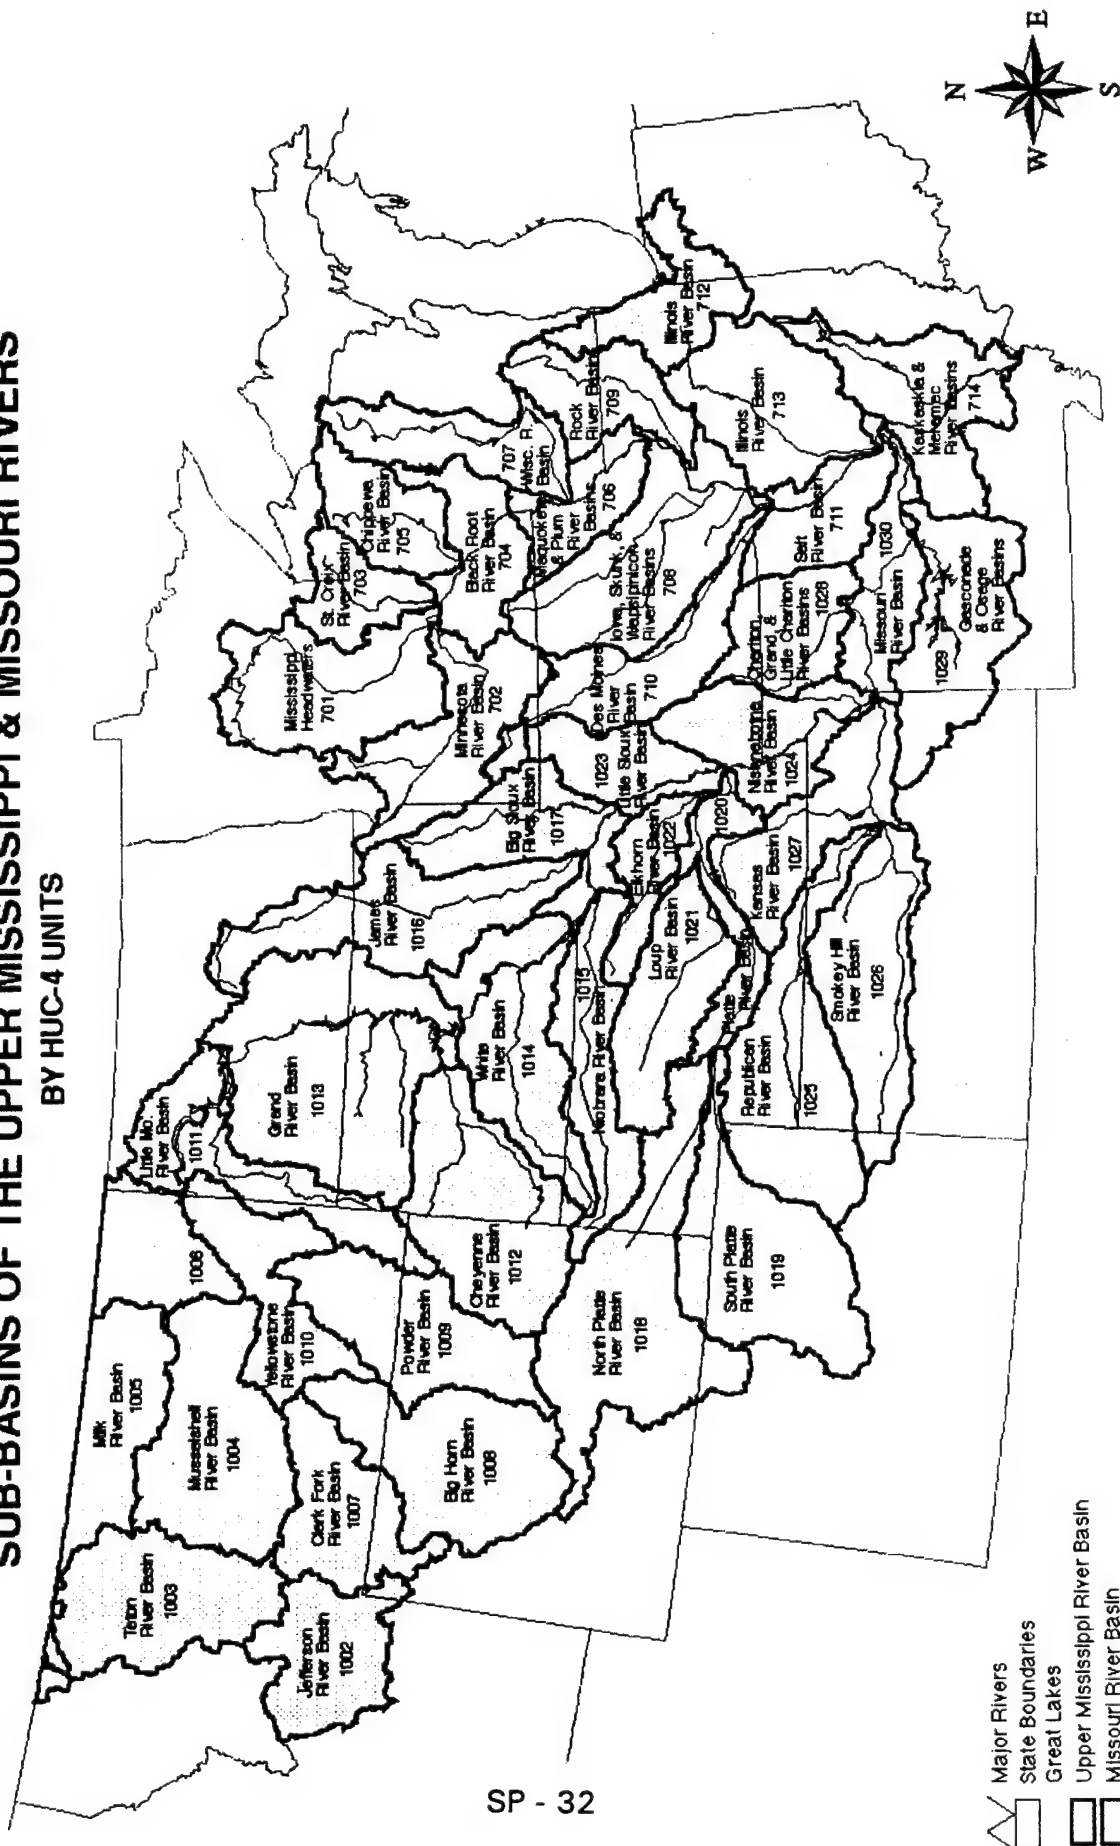 SUB-BASINS OF THE UPPER MISSISSIPPI & MISSOURI RIVERS
BY HUC-4 UNITS
N
W
E
S
Teton
River Basin
1003
Jefferson
River Basin
1002
Milk
River Basin
1005
Musselshell
River Basin
1004
Clark Fork
River Basin
1007
1006
Yellowstone
River Basin
1010
Big Horn
River Basin
1008
Powder
River Basin
1009
Little Mo.
River Basin
1011
Grand
River Basin
1013
Cheyenne
River Basin
1012
White
River Basin
1014
North Platte
River Basin
1018
South Platte
River Basin
1019
James
River Basin
1016
Niobrara River Basin
1015
Loup
River Basin
1021
Platte
River Basin
1020
Republican
River Basin
1025
Smokey Hill
River Basin
1026
Kansas
River Basin
1027
Elkhorn
River Basin
1022
Big Sioux
River Basin
1017
1023
Little Sioux
River Basin
Nishnabotna
River Basin
1024
Mississippi
Headwaters
701
Minnesota
River Basin
702
St. Croix
River Basin
703
Chippewa
River Basin
705
Black Root
River Basin
704
707
Wisc. R.
Basin
Maquoketa
& Plum
River
Basins
706
Rock
River Basin
709
Iowa, Skunk, &
Wapsipinicon
River Basins
708
Des Moines
River
Basin
710
Illinois
River Basin
712
Illinois
River Basin
713
Salt
River Basin
711
Chariton,
Grand, &
Little Chariton
River Basins
1028
Missouri
River Basin
1030
1029
Gasconade
& Osage
River Basins
Kaskaskia &
Meramec
River Basins
714
Major Rivers
State Boundaries
Great Lakes
Upper Mississippi River Basin
Missouri River Basin
SP - 32